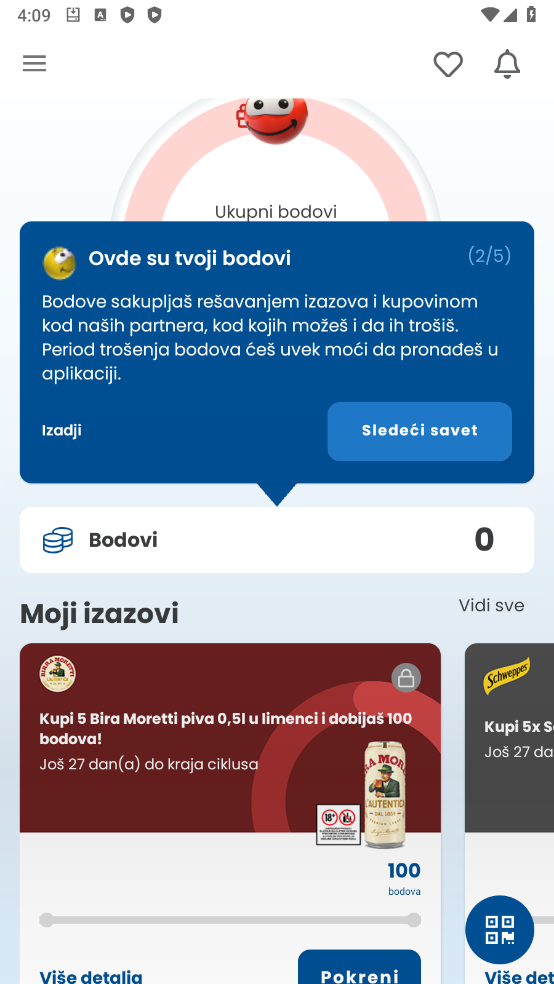 4:09
Ukupni bodovi
Ovde su tvoji bodovi
(2/5)
Bodove sakupljaš rešavanjem izazova i kupovinom
kod naših partnera, kod kojih možeš i da ih trošiš.
Period trošenja bodova ćeš uvek moći da pronađeš u
aplikaciji.
Izadji
Sledeći savet
Bodovi
0
Moji izazovi
Vidi sve
BIRRA MORETTI
Kupi 5 Bira Moretti piva 0,5l u limenci i dobijaš 100
bodova!
Još 27 dan(a) do kraja ciklusa
18+
L'AUTENTICA
100
bodova
Više detalja
Pokreni
Schweppes
Kupi 5x S
Još 27 da
Više det